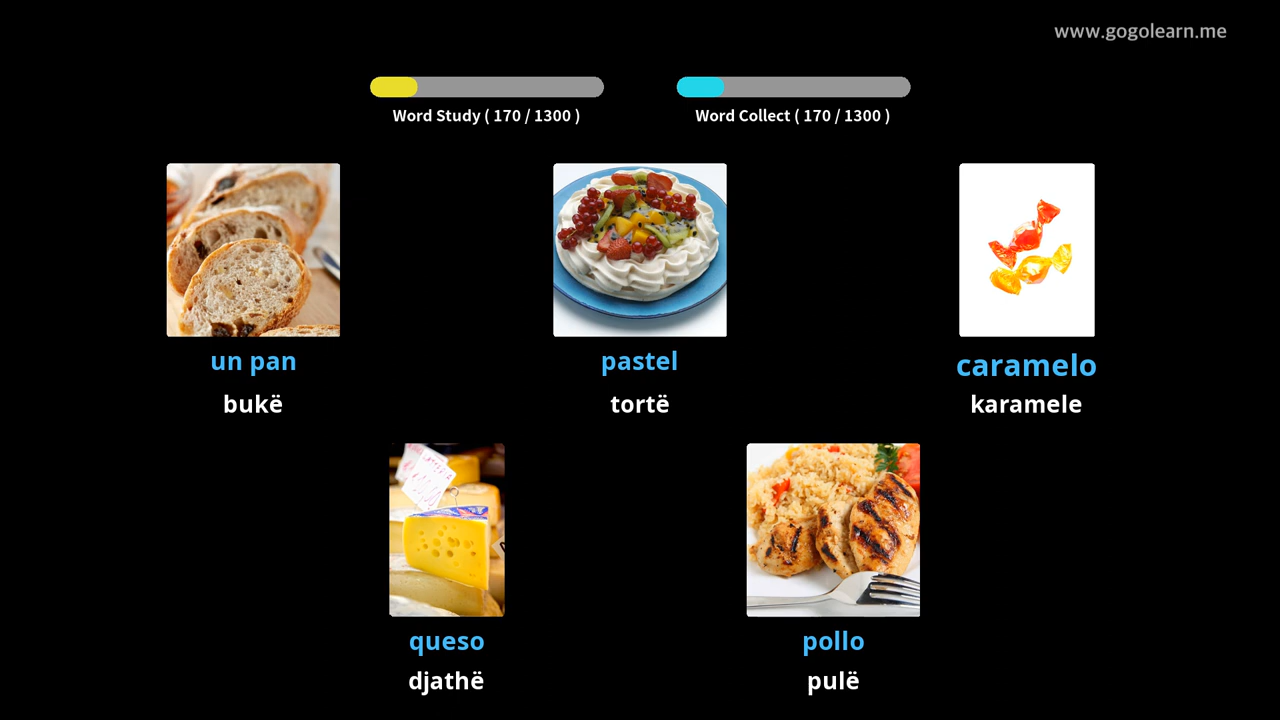 www.gogolearn.me
Word Study ( 170 / 1300 )
Word Collect ( 170 / 1300 )
un pan
pastel
caramelo
bukë
tortë
karamele
queso
pollo
djathë
pulë